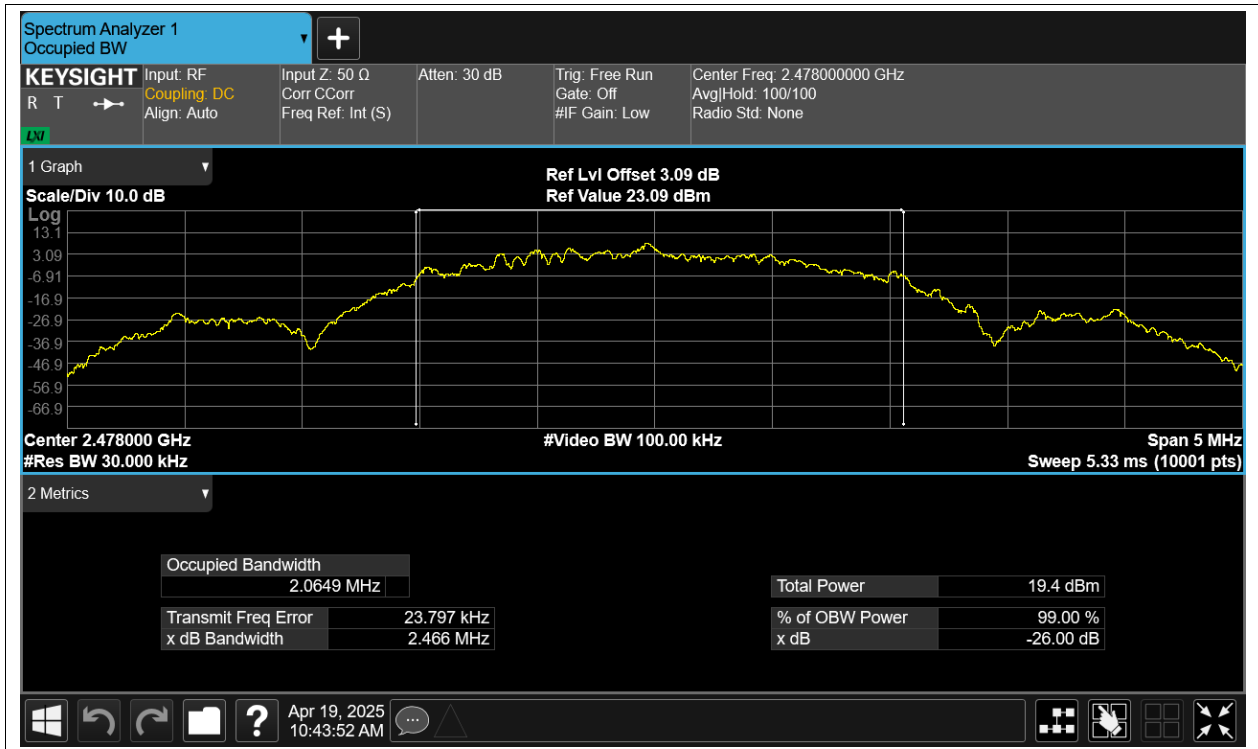 Spectrum Analyzer 1
Occupied BW
+
KEYSIGHT
R T
LXI
Input: RF
Coupling: DC
Align: Auto
Input Z: 50 Ω
Corr CCorr
Freq Ref: Int (S)
Atten: 30 dB
Trig: Free Run
Gate: Off
#IF Gain: Low
Center Freq: 2.478000000 GHz
Avg|Hold: 100/100
Radio Std: None
1 Graph
Ref Lvl Offset 3.09 dB
Scale/Div 10.0 dB
Ref Value 23.09 dBm
Log
13.1
3.09
-6.91
-16.9
-26.9
-36.9
-46.9
-56.9
-66.9
Center 2.478000 GHz
#Video BW 100.00 kHz
Span 5 MHz
#Res BW 30.000 kHz
Sweep 5.33 ms (10001 pts)
2 Metrics
Occupied Bandwidth
2.0649 MHz
Total Power 19.4 dBm
Transmit Freq Error 23.797 kHz
% of OBW Power 99.00 %
x dB Bandwidth 2.466 MHz
x dB -26.00 dB
?
Apr 19, 2025
10:43:52 AM